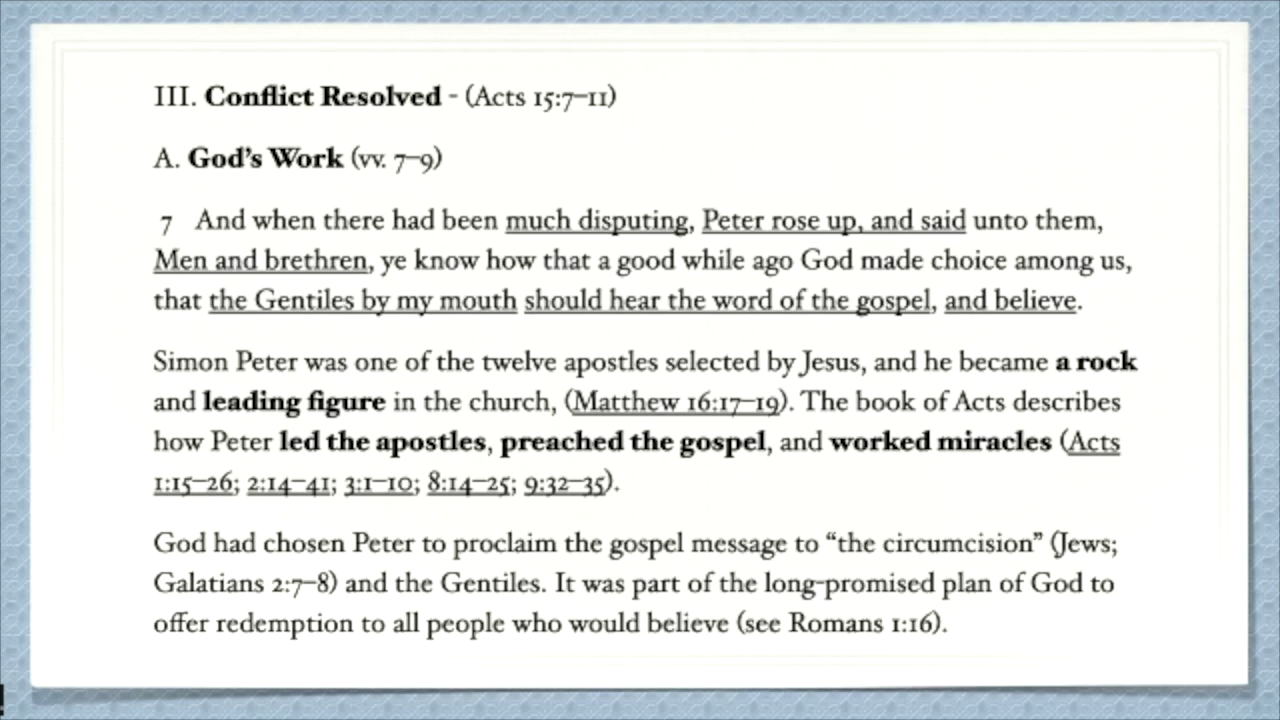 III. Conflict Resolved - (Acts 15:7–11)
A. God’s Work (vv. 7–9)
7 And when there had been much disputing, Peter rose up, and said unto them,
Men and brethren, ye know how that a good while ago God made choice among us,
that the Gentiles by my mouth should hear the word of the gospel, and believe.
Simon Peter was one of the twelve apostles selected by Jesus, and he became a rock
and leading figure in the church, (Matthew 16:17–19). The book of Acts describes
how Peter led the apostles, preached the gospel, and worked miracles (Acts
1:15–26; 2:14–41; 3:1–10; 8:14–25; 9:32–35).
God had chosen Peter to proclaim the gospel message to “the circumcision” (Jews;
Galatians 2:7–8) and the Gentiles. It was part of the long-promised plan of God to
offer redemption to all people who would believe (see Romans 1:16).